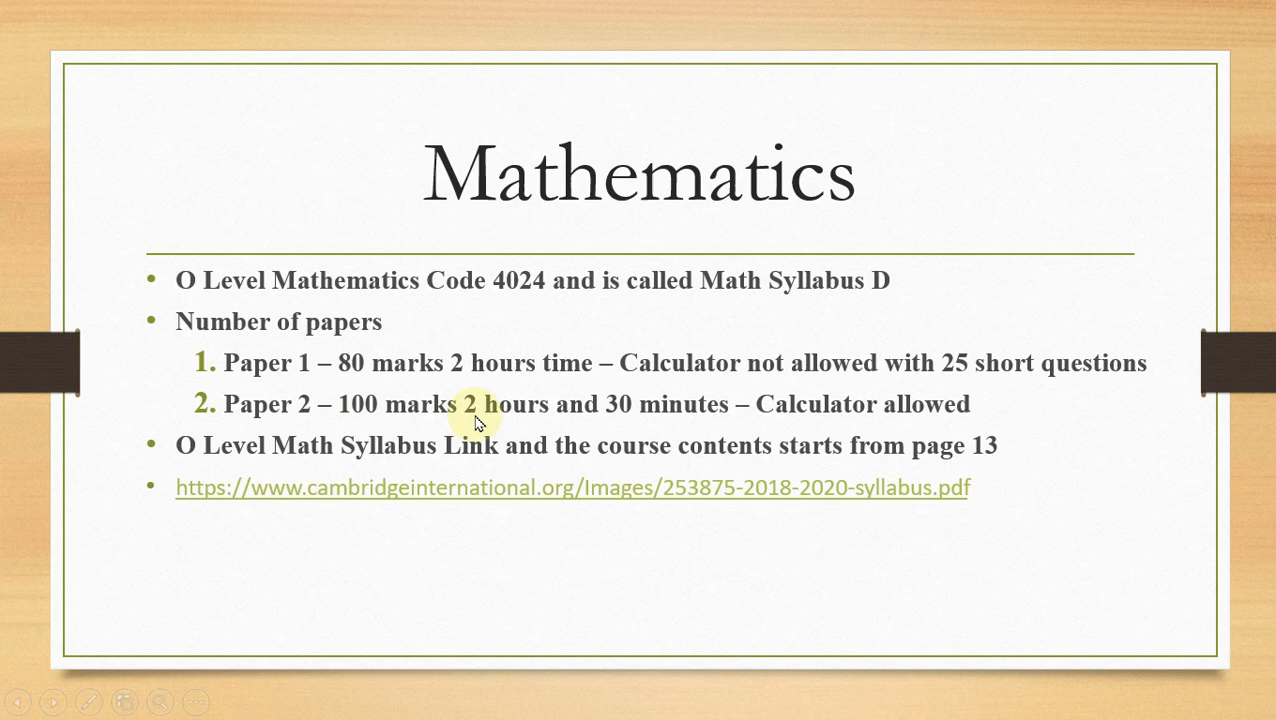 Mathematics
• O Level Mathematics Code 4024 and is called Math Syllabus D
• Number of papers
1. Paper 1 – 80 marks 2 hours time – Calculator not allowed with 25 short questions
2. Paper 2 – 100 marks 2 hours and 30 minutes – Calculator allowed
• O Level Math Syllabus Link and the course contents starts from page 13
• https://www.cambridgeinternational.org/Images/253875-2018-2020-syllabus.pdf